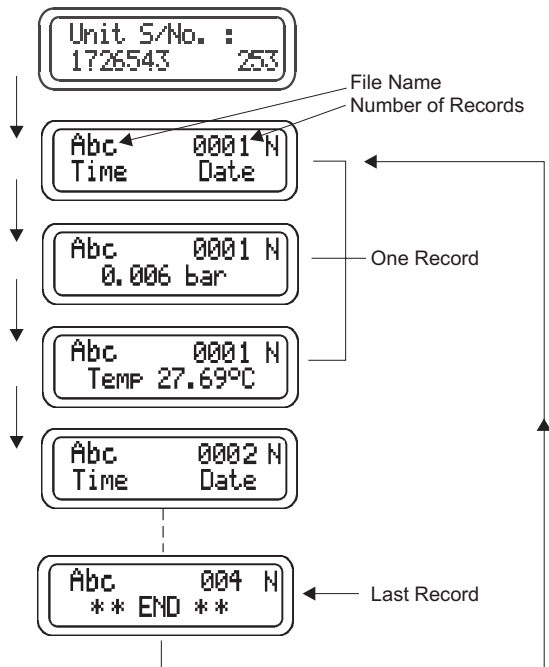 Unit S/No. :
1726543 253
File Name
Number of Records
Abc 0001 N
Time Date
Abc 0001 N
0.006 bar
One Record
Abc 0001 N
Temp 27.69ºC
Abc 0002 N
Time Date
Abc 004 N
** END **
Last Record